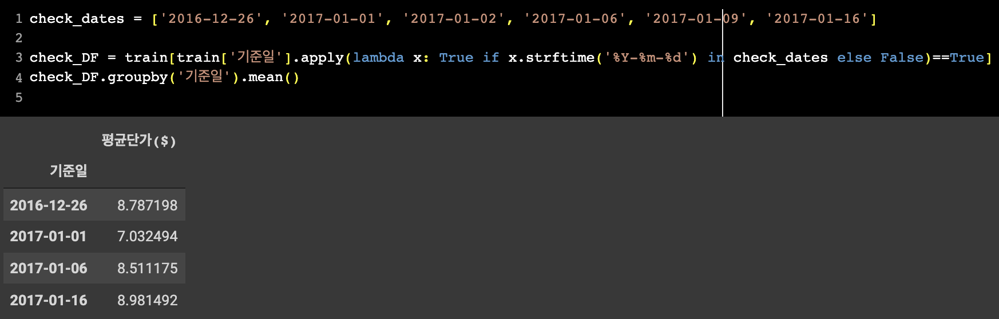 1 check_dates = ['2016-12-26', '2017-01-01', '2017-01-02', '2017-01-06', '2017-01-09', '2017-01-16']
2
3 check_DF = train[train['기준일'].apply(lambda x: True if x.strftime('%Y-%m-%d') in check_dates else False)==True]
4 check_DF.groupby('기준일').mean()
5
평균단가($)
기준일
2016-12-26 8.787198
2017-01-01 7.032494
2017-01-06 8.511175
2017-01-16 8.981492